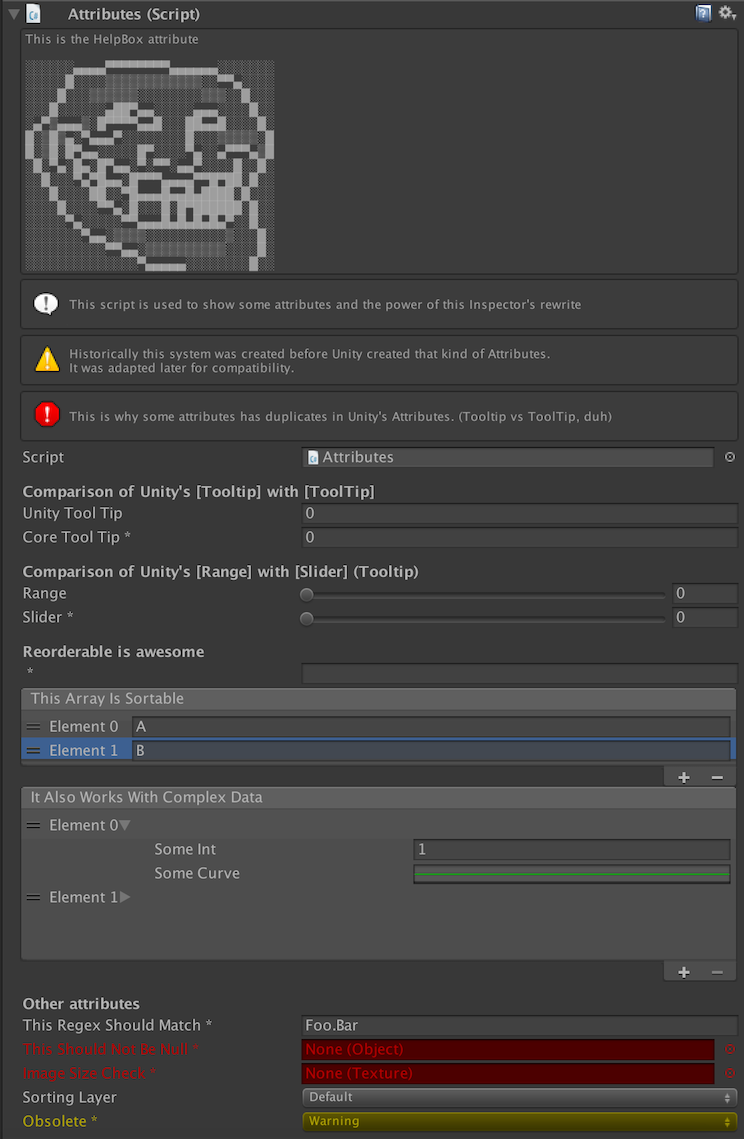 Attributes (Script)
This is the HelpBox attribute
This script is used to show some attributes and the power of this Inspector's rewrite
Historically this system was created before Unity created that kind of Attributes.
It was adapted later for compatibility.
This is why some attributes has duplicates in Unity's Attributes. (Tooltip vs ToolTip, duh)
Script Attributes
Comparison of Unity's [Tooltip] with [ToolTip]
Unity Tool Tip 0
Core Tool Tip * 0
Comparison of Unity's [Range] with [Slider] (Tooltip)
Range 0
Slider * 0
Reorderable is awesome
*
This Array Is Sortable
Element 0 A
Element 1 B
+ −
It Also Works With Complex Data
Element 0
Some Int 1
Some Curve
Element 1
+ −
Other attributes
This Regex Should Match * Foo.Bar
This Should Not Be Null * None (Object)
Image Size Check * None (Texture)
Sorting Layer Default
Obsolete * Warning